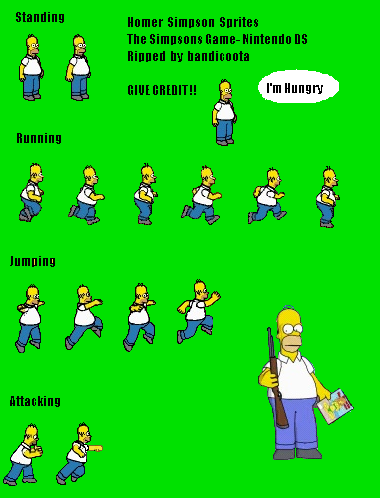 Standing
Homer Simpson Sprites
The Simpsons Game- Nintendo DS
Ripped by bandicoota
GIVE CREDIT!!
I'm Hungry
Running
Jumping
Attacking